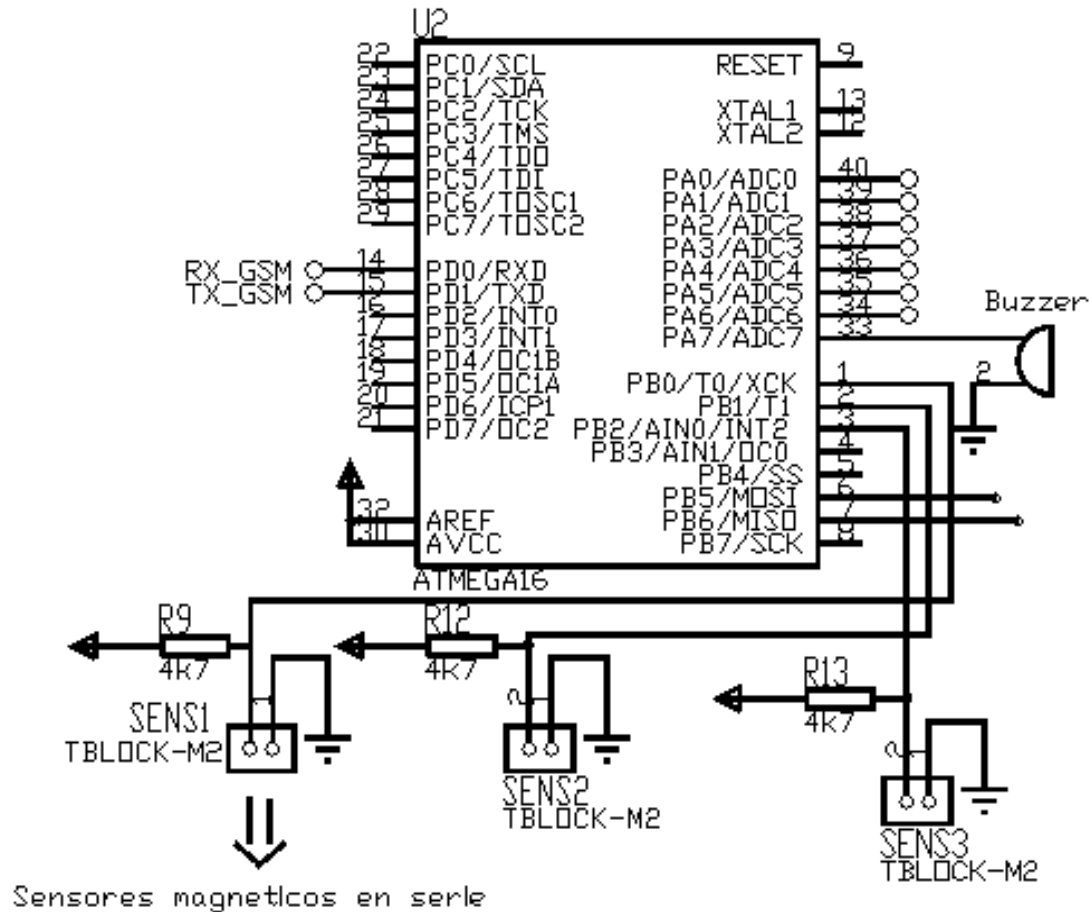 U2
22 PC0/SCL
23 PC1/SDA
24 PC2/TCK
25 PC3/TMS
26 PC4/TDO
27 PC5/TDI
28 PC6/TOSC1
29 PC7/TOSC2
RX_GSM 14 PD0/RXD
TX_GSM 15 PD1/TXD
16 PD2/INT0
17 PD3/INT1
18 PD4/OC1B
19 PD5/OC1A
20 PD6/ICP1
21 PD7/OC2
32 AREF
30 AVCC
RESET 9
XTAL1 13
XTAL2 12
PA0/ADC0 40
PA1/ADC1 39
PA2/ADC2 38
PA3/ADC3 37
PA4/ADC4 36
PA5/ADC5 35
PA6/ADC6 34
PA7/ADC7 33
PB0/T0/XCK 1
PB1/T1 2
PB2/AIN0/INT2 3
PB3/AIN1/OC0 4
PB4/SS 5
PB5/MOSI 6
PB6/MISO 7
PB7/SCK 8
ATMEGA16
Buzzer
2
R9
4k7
SENS1
TBLOCK-M2
R12
4k7
2
SENS2
TBLOCK-M2
R13
4k7
2
SENS3
TBLOCK-M2
Sensores magneticos en serie